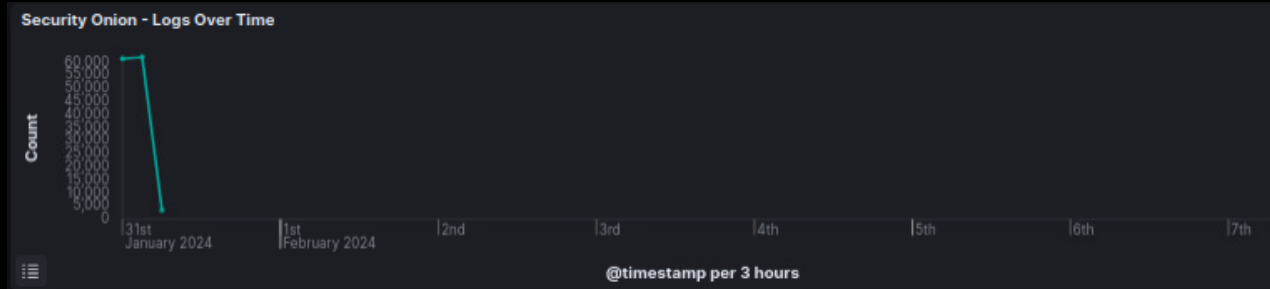 Security Onion - Logs Over Time
60,000
55,000
50,000
45,000
40,000
35,000
30,000
25,000
20,000
15,000
10,000
5,000
0
Count
31st 1st 2nd 3rd 4th 5th 6th 7th
January 2024 February 2024
@timestamp per 3 hours